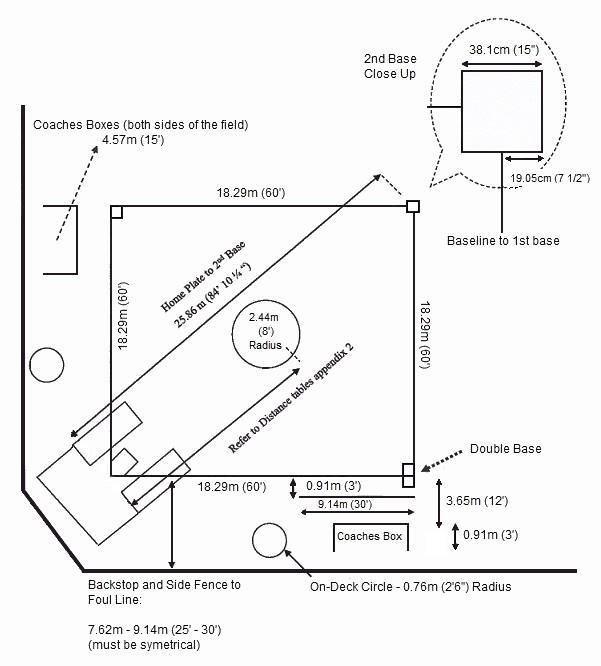 38.1cm (15")
2nd Base
Close Up
Coaches Boxes (both sides of the field)
4.57m (15')
19.05cm (7 1/2")
18.29m (60')
Baseline to 1st base
Home Plate to 2nd Base
25.86 m (84' 10 ¼ “)
18.29m (60')
2.44m
(8')
Radius
18.29m (60')
Refer to Distance tables appendix 2
Double Base
18.29m (60')
0.91m (3')
9.14m (30')
3.65m (12')
Coaches Box
0.91m (3')
Backstop and Side Fence to
Foul Line:
On-Deck Circle - 0.76m (2'6") Radius
7.62m - 9.14m (25' - 30')
(must be symetrical)